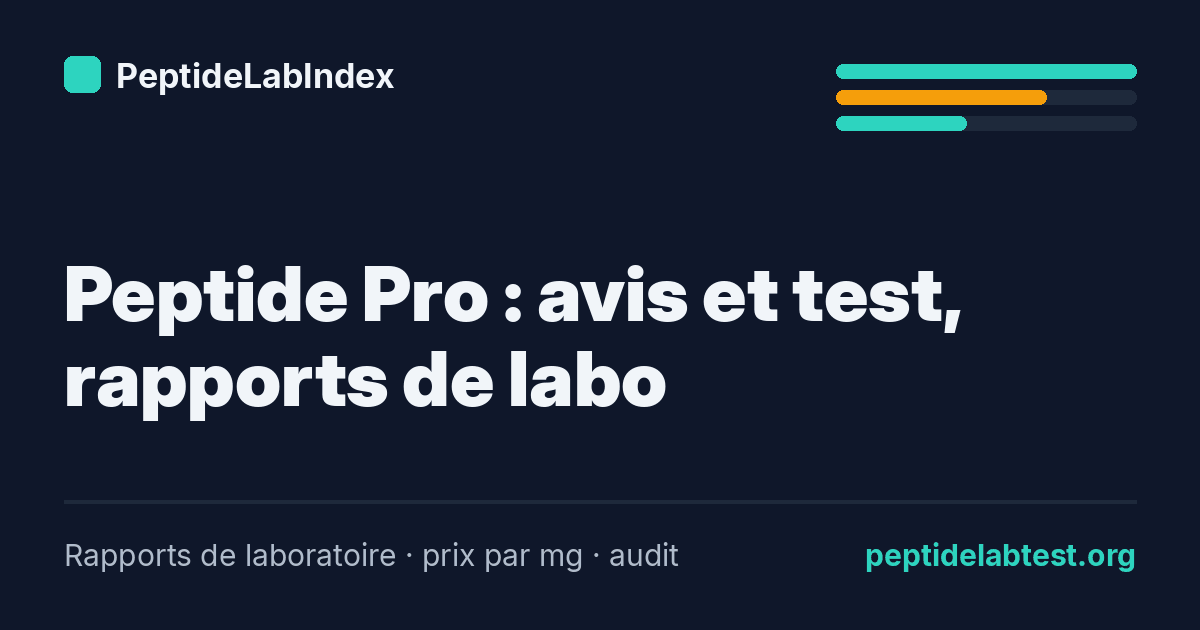 PeptideLabIndex
Peptide Pro : avis et test,
rapports de labo
Rapports de laboratoire · prix par mg · audit
peptidelabtest.org